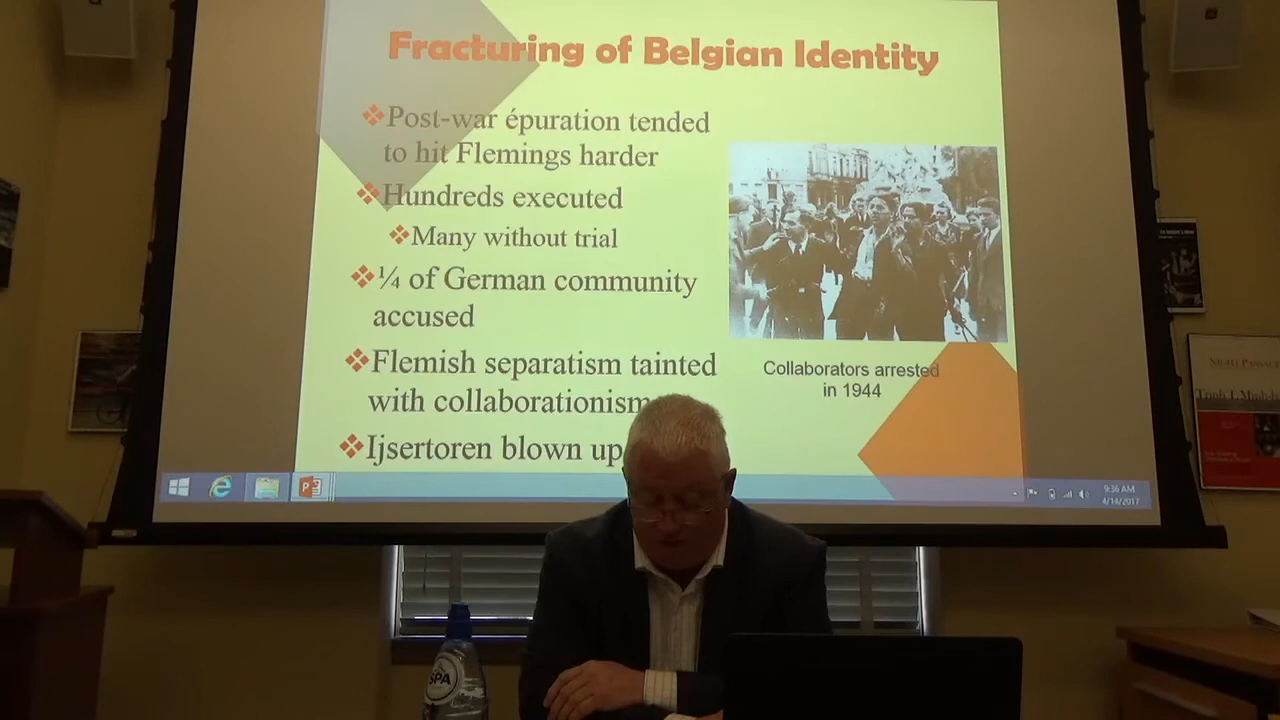 Fracturing of Belgian Identity
Post-war épuration tended
to hit Flemings harder
Hundreds executed
Many without trial
¼ of German community
accused
Flemish separatism tainted
with collaborationism
Ijsertoren blown up
Collaborators arrested
in 1944
9:36 AM
4/14/2017
NIGHT PASSAGE
SPA